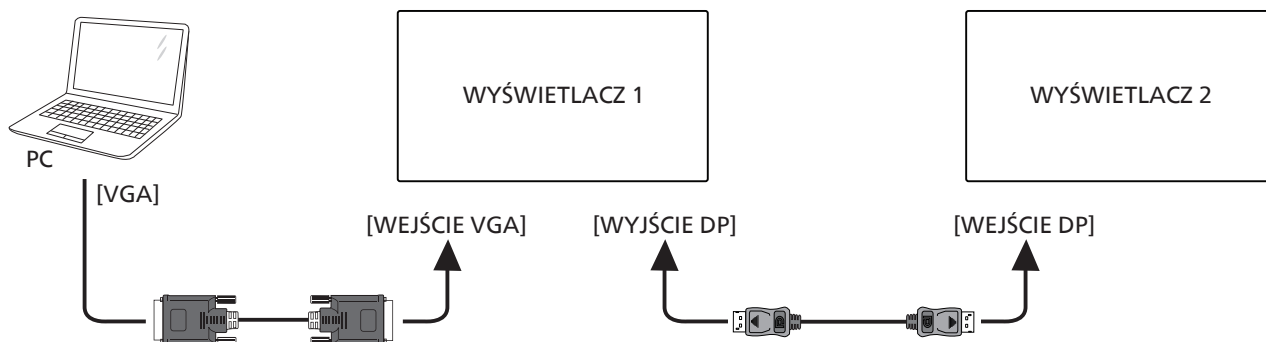 WYŚWIETLACZ 1
WYŚWIETLACZ 2
PC
[VGA]
[WEJŚCIE VGA]
[WYJŚCIE DP]
[WEJŚCIE DP]